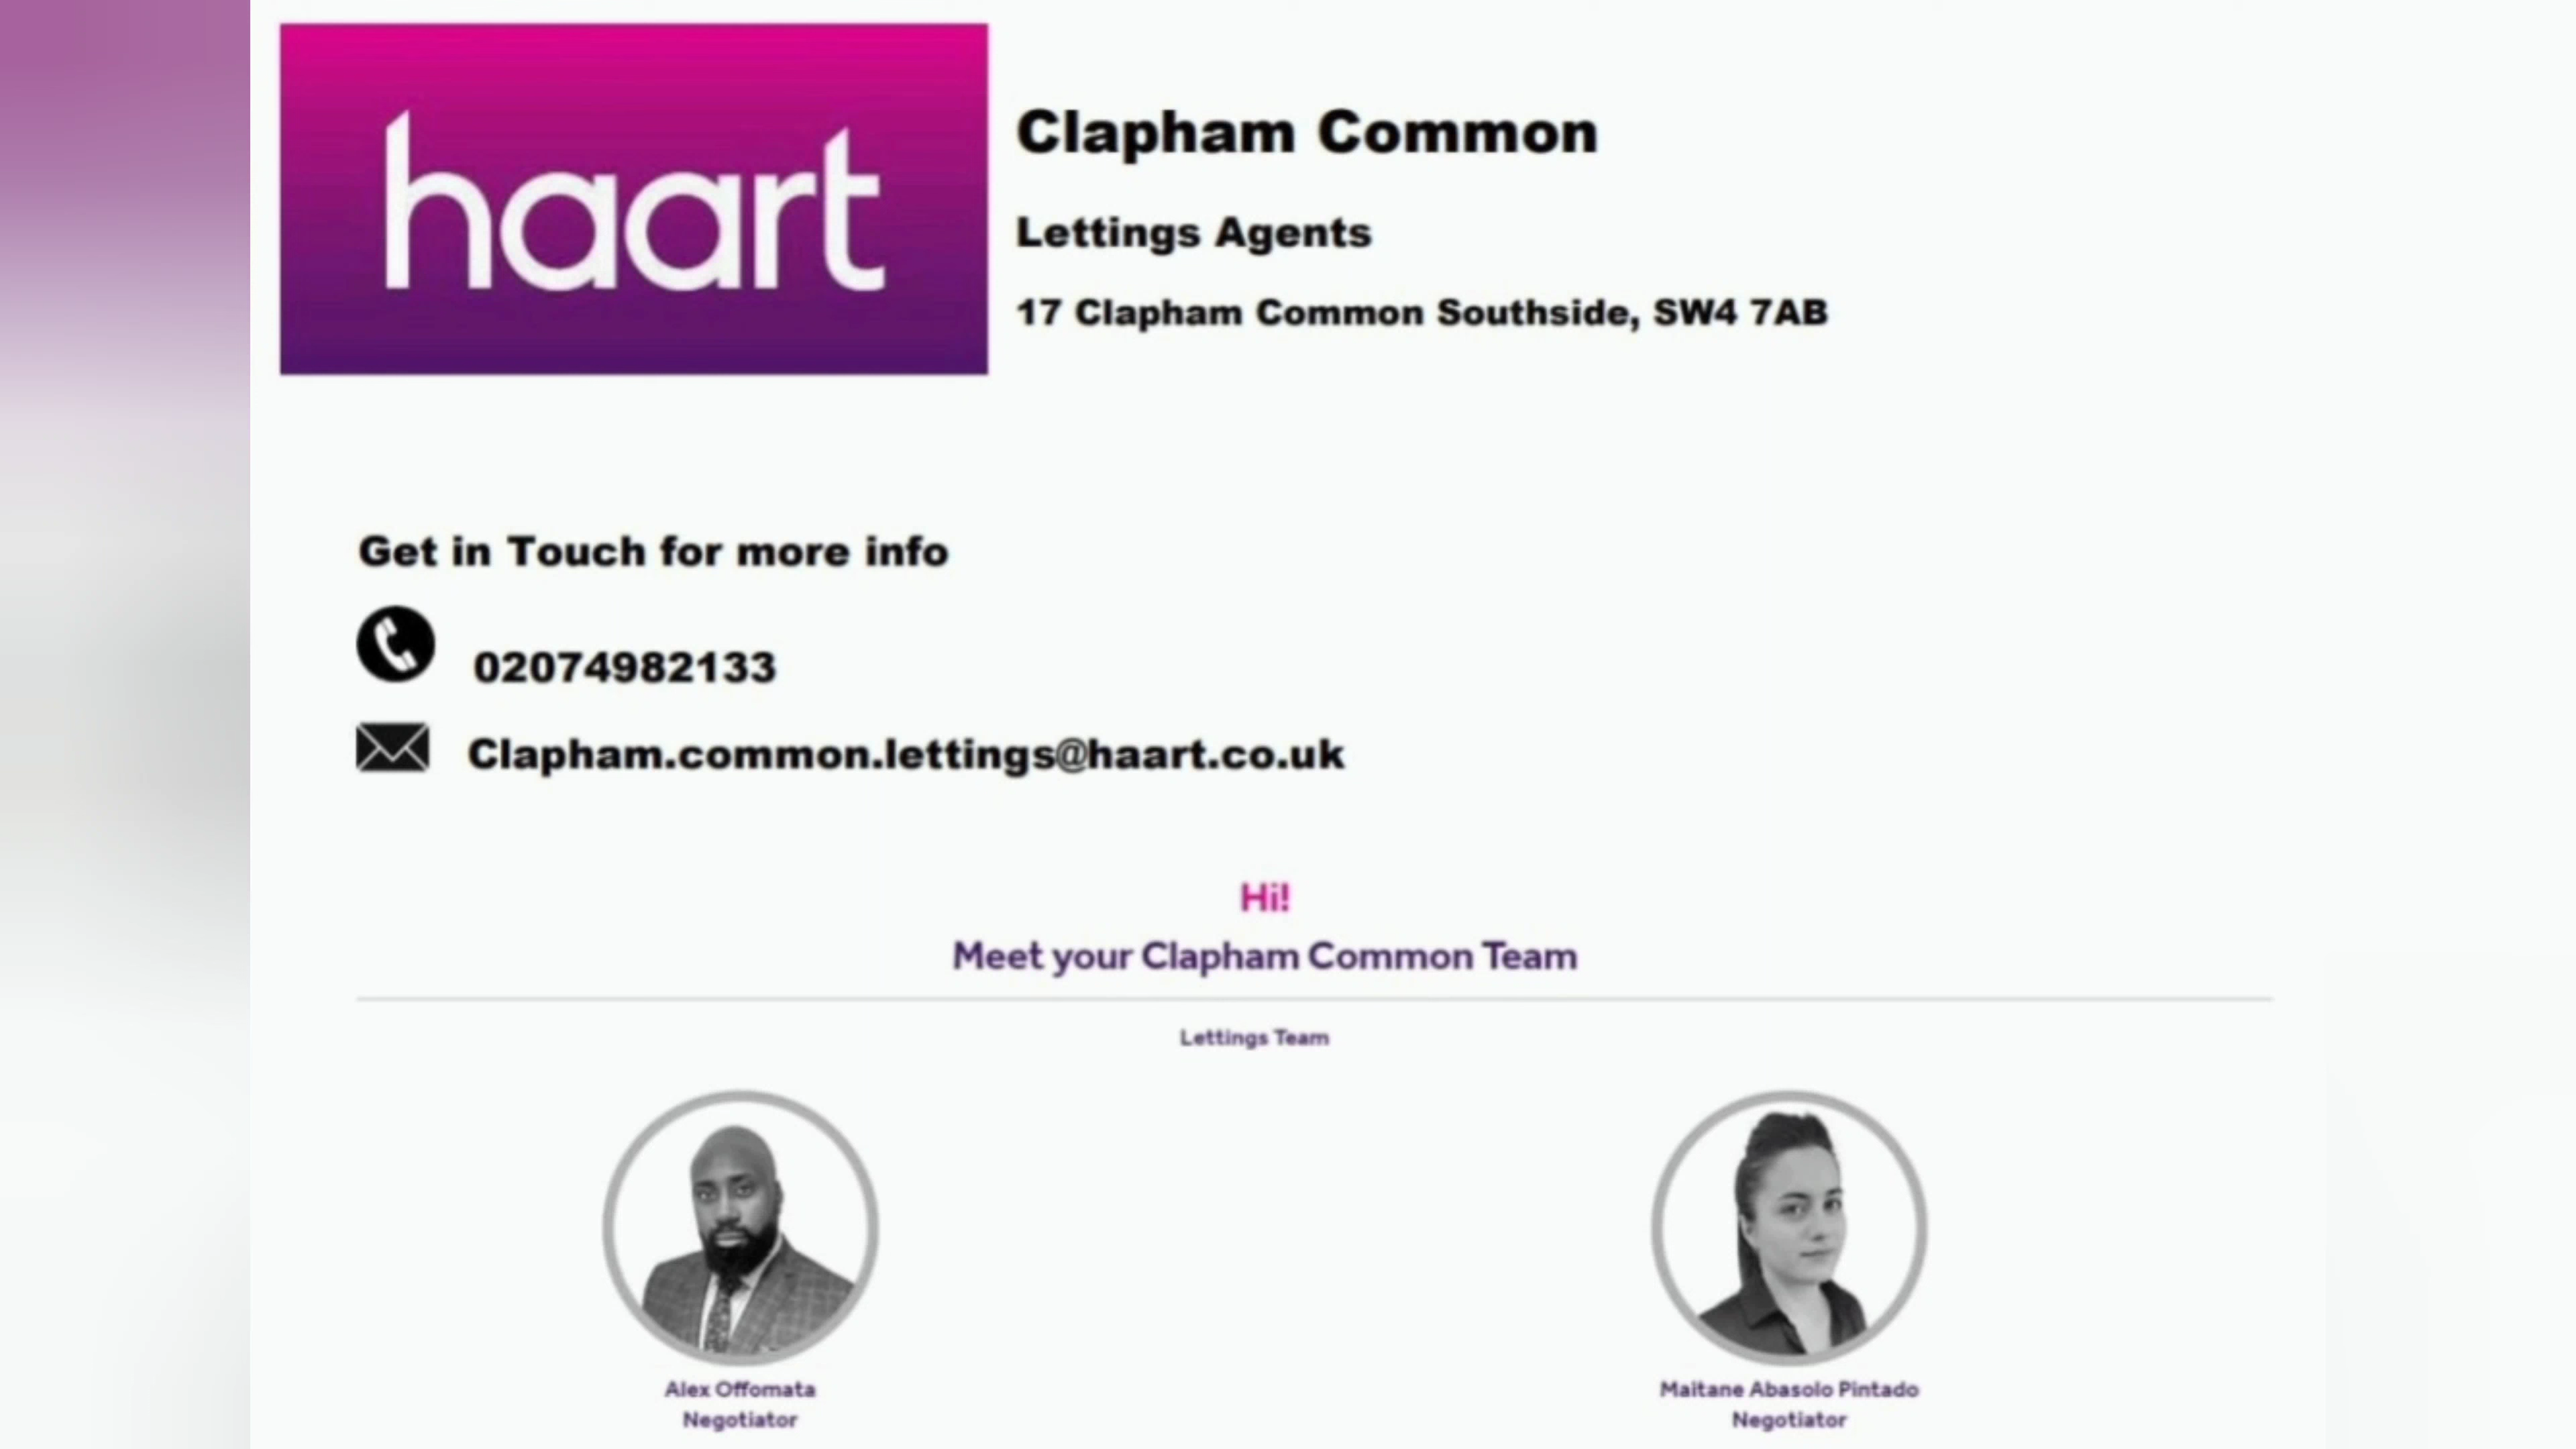 haart
Clapham Common
Lettings Agents
17 Clapham Common Southside, SW4 7AB
Get in Touch for more info
02074982133
Clapham.common.lettings@haart.co.uk
Hi!
Meet your Clapham Common Team
Lettings Team
Alex Offomata
Negotiator
Maitane Abasolo Pintado
Negotiator